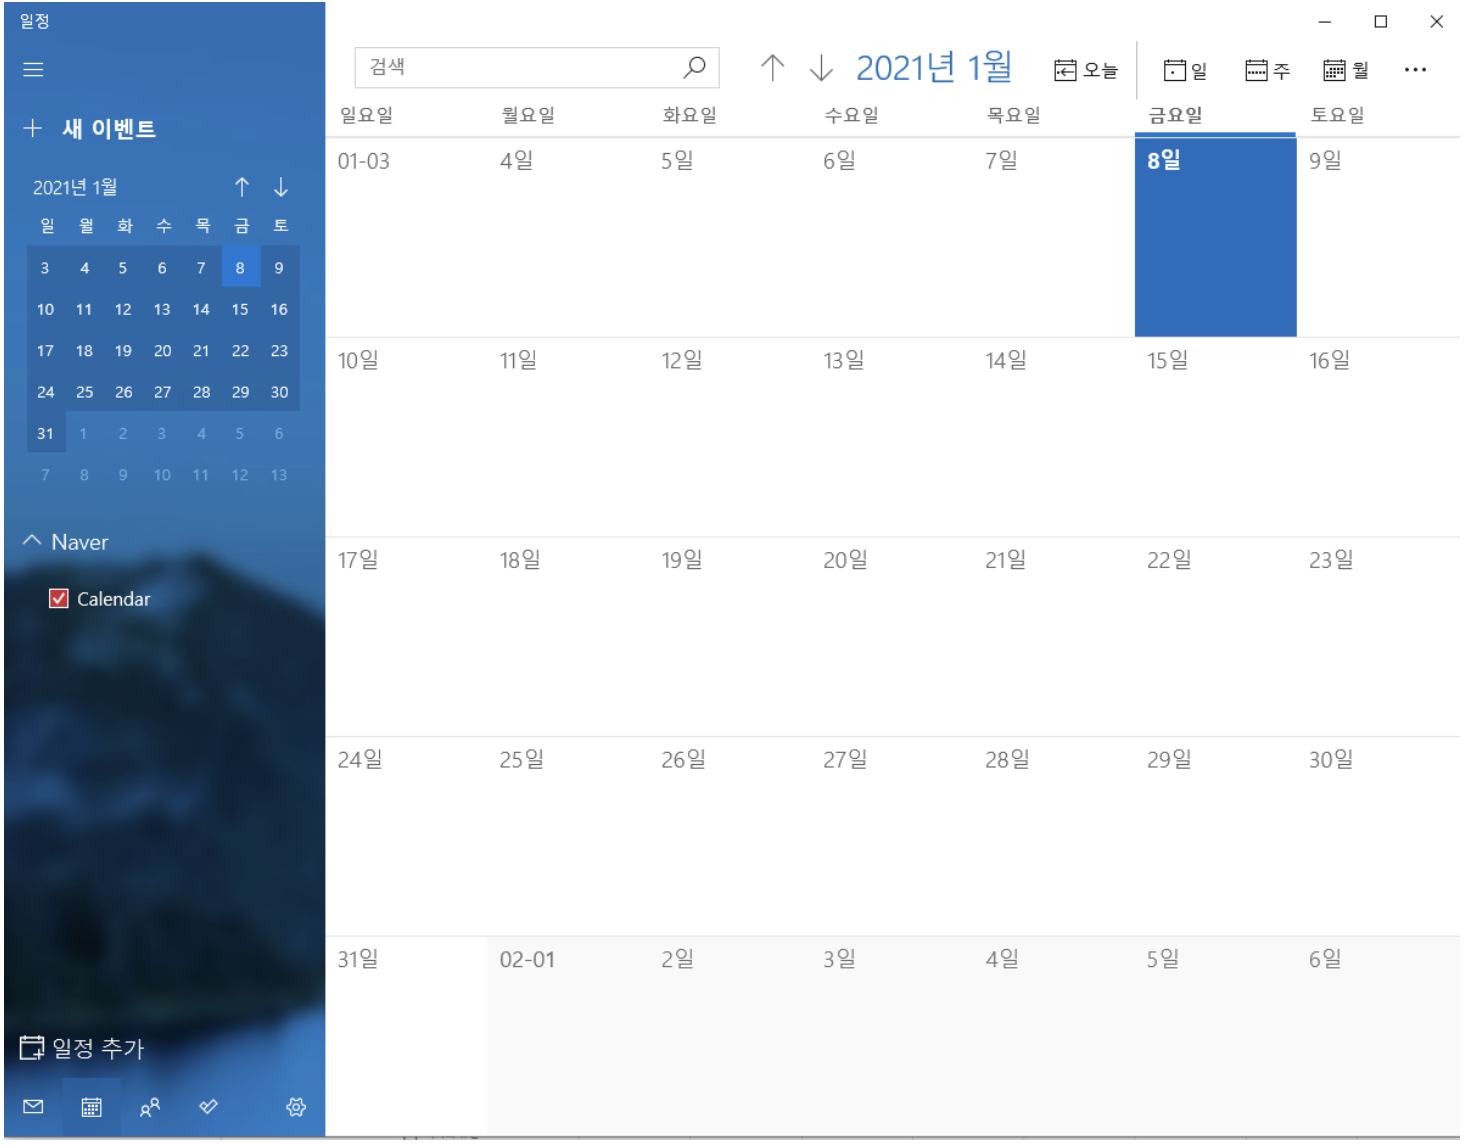 일정
새 이벤트
2021년 1월
일 월 화 수 목 금 토
3 4 5 6 7 8 9
10 11 12 13 14 15 16
17 18 19 20 21 22 23
24 25 26 27 28 29 30
31 1 2 3 4 5 6
7 8 9 10 11 12 13
Naver
Calendar
일정 추가
검색
2021년 1월
오늘 일 주 월 ...
일요일 월요일 화요일 수요일 목요일 금요일 토요일
01-03 4일 5일 6일 7일 8일 9일
10일 11일 12일 13일 14일 15일 16일
17일 18일 19일 20일 21일 22일 23일
24일 25일 26일 27일 28일 29일 30일
31일 02-01 2일 3일 4일 5일 6일